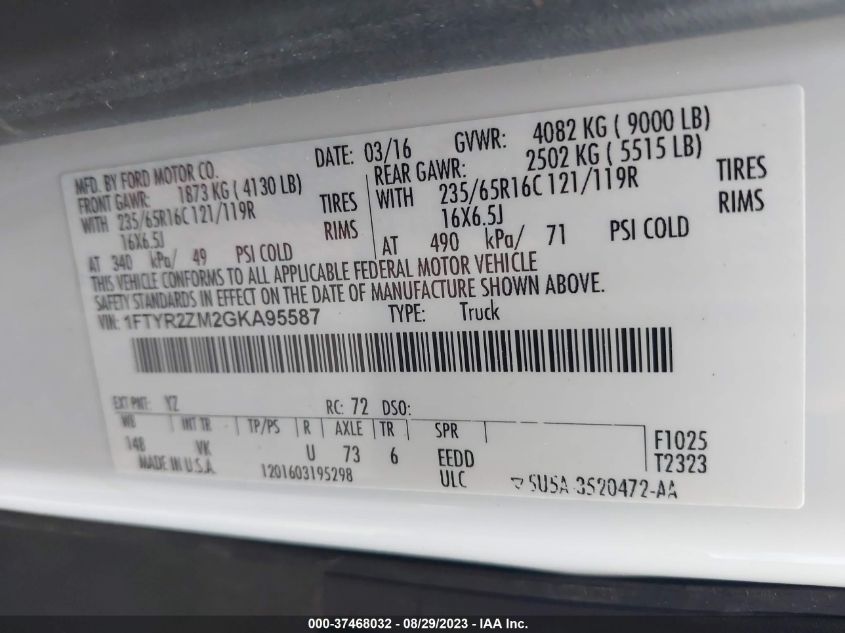 MFD. BY FORD MOTOR CO. DATE: 03/16 GVWR: 4082 KG ( 9000 LB)
FRONT GAWR: 1873 KG ( 4130 LB) REAR GAWR: 2502 KG ( 5515 LB)
WITH 235/65R16C 121/119R TIRES WITH 235/65R16C 121/119R TIRES
16X6.5J RIMS 16X6.5J RIMS
AT 340 kPa/ 49 PSI COLD AT 490 kPa/ 71 PSI COLD
THIS VEHICLE CONFORMS TO ALL APPLICABLE FEDERAL MOTOR VEHICLE
SAFETY STANDARDS IN EFFECT ON THE DATE OF MANUFACTURE SHOWN ABOVE.
VIN: 1FTYR2ZM2GKA95587 TYPE: Truck
EXT PNT: YZ RC: 72 DSO:
WB INT TR TP/PS R AXLE TR SPR F1025
148 VK U 73 6 EEDD T2323
MADE IN U.S.A. 1201603195298 ULC 5U5A-3520472-AA
000-37468032 - 08/29/2023 - IAA Inc.